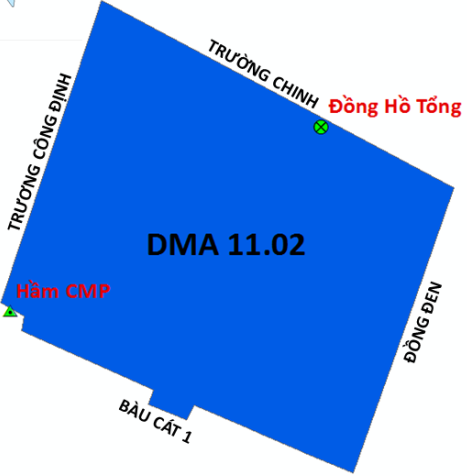 TRƯỜNG CHINH
Đồng Hồ Tổng
TRƯƠNG CÔNG ĐỊNH
DMA 11.02
Hầm CMP
ĐỒNG ĐEN
BÀU CÁT 1